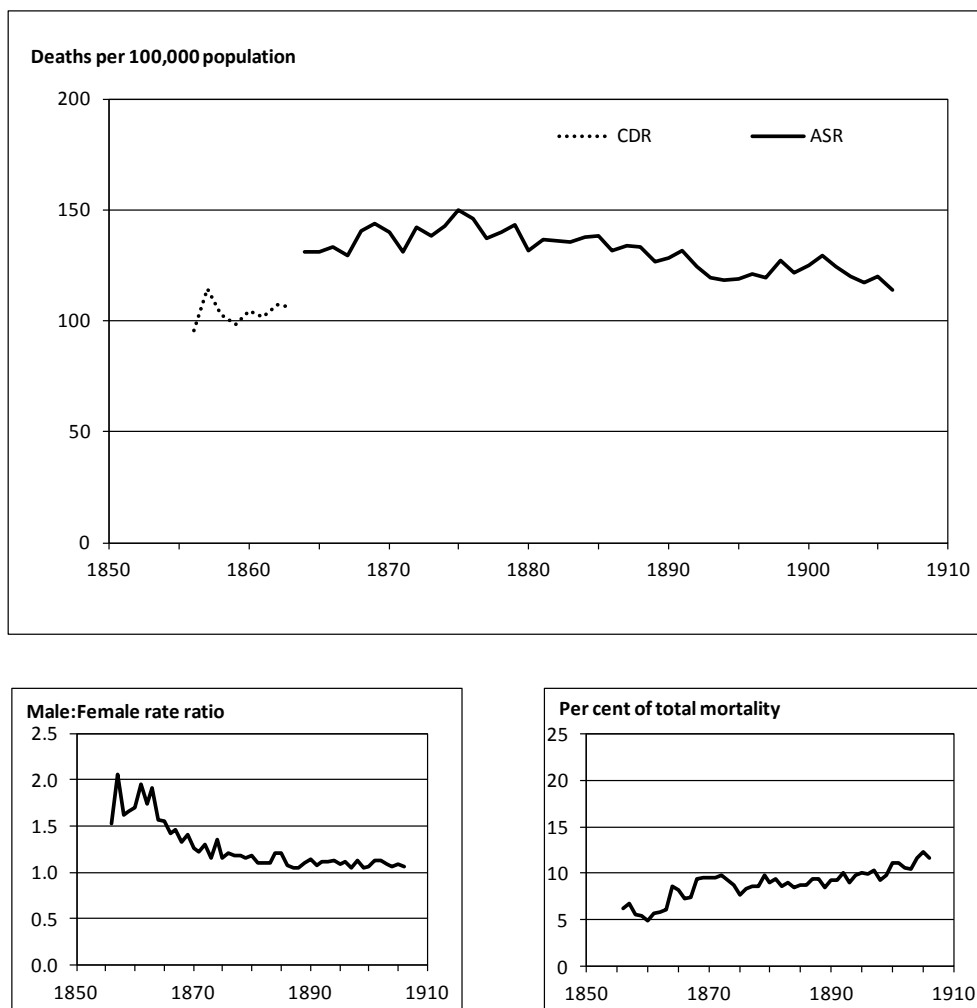 Deaths per 100,000 population
200
CDR ASR
150
100
50
0
1850 1860 1870 1880 1890 1900 1910
Male:Female rate ratio
2.5
2.0
1.5
1.0
0.5
0.0
1850 1870 1890 1910
Per cent of total mortality
25
20
15
10
5
0
1850 1870 1890 1910